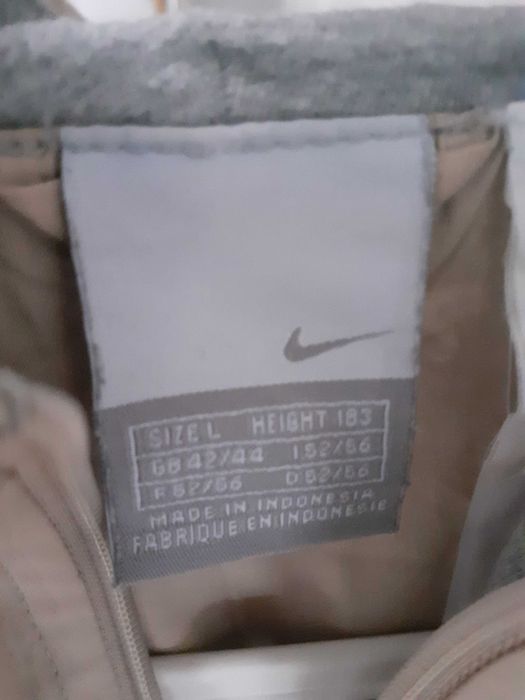 SIZE L HEIGHT 183
GB 42/44 I 52/56
F 52/56 D 52/56
MADE IN INDONESIA
FABRIQUE EN INDONESIE